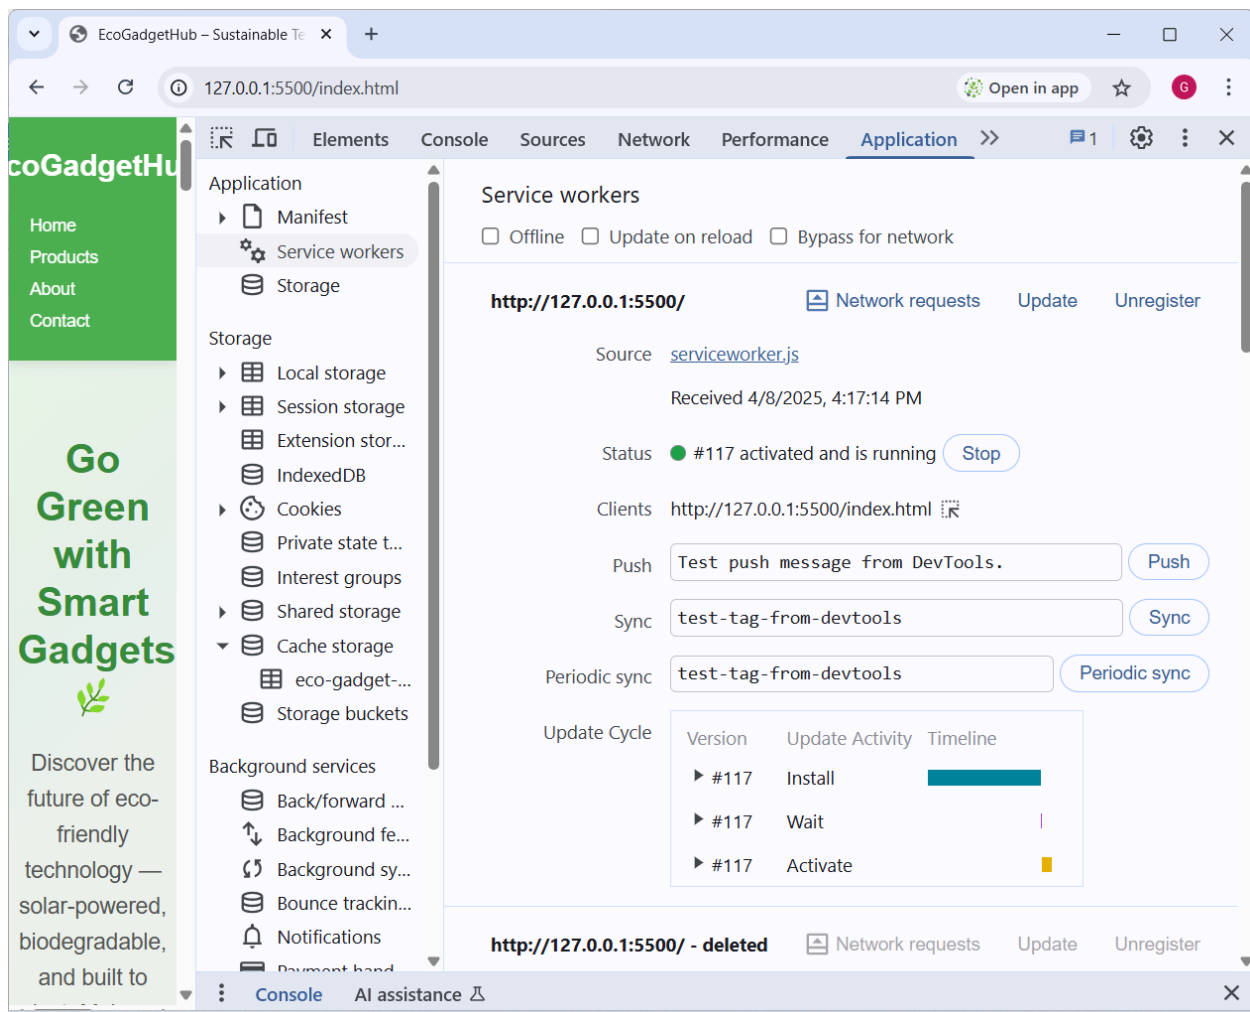 EcoGadgetHub – Sustainable Te
127.0.0.1:5500/index.html
Open in app
G
coGadgetHu
Home
Products
About
Contact
Go
Green
with
Smart
Gadgets
Discover the
future of eco-
friendly
technology —
solar-powered,
biodegradable,
and built to
Elements Console Sources Network Performance Application 1
Application
Manifest
Service workers
Storage
Storage
Local storage
Session storage
Extension stor...
IndexedDB
Cookies
Private state t...
Interest groups
Shared storage
Cache storage
eco-gadget-...
Storage buckets
Background services
Back/forward ...
Background fe...
Background sy...
Bounce trackin...
Notifications
Payment hand
Service workers
Offline Update on reload Bypass for network
http://127.0.0.1:5500/ Network requests Update Unregister
Source serviceworker.js
Received 4/8/2025, 4:17:14 PM
Status #117 activated and is running Stop
Clients http://127.0.0.1:5500/index.html
Push Test push message from DevTools. Push
Sync test-tag-from-devtools Sync
Periodic sync test-tag-from-devtools Periodic sync
Update Cycle Version Update Activity Timeline
#117 Install
#117 Wait
#117 Activate
http://127.0.0.1:5500/ - deleted Network requests Update Unregister
Console AI assistance